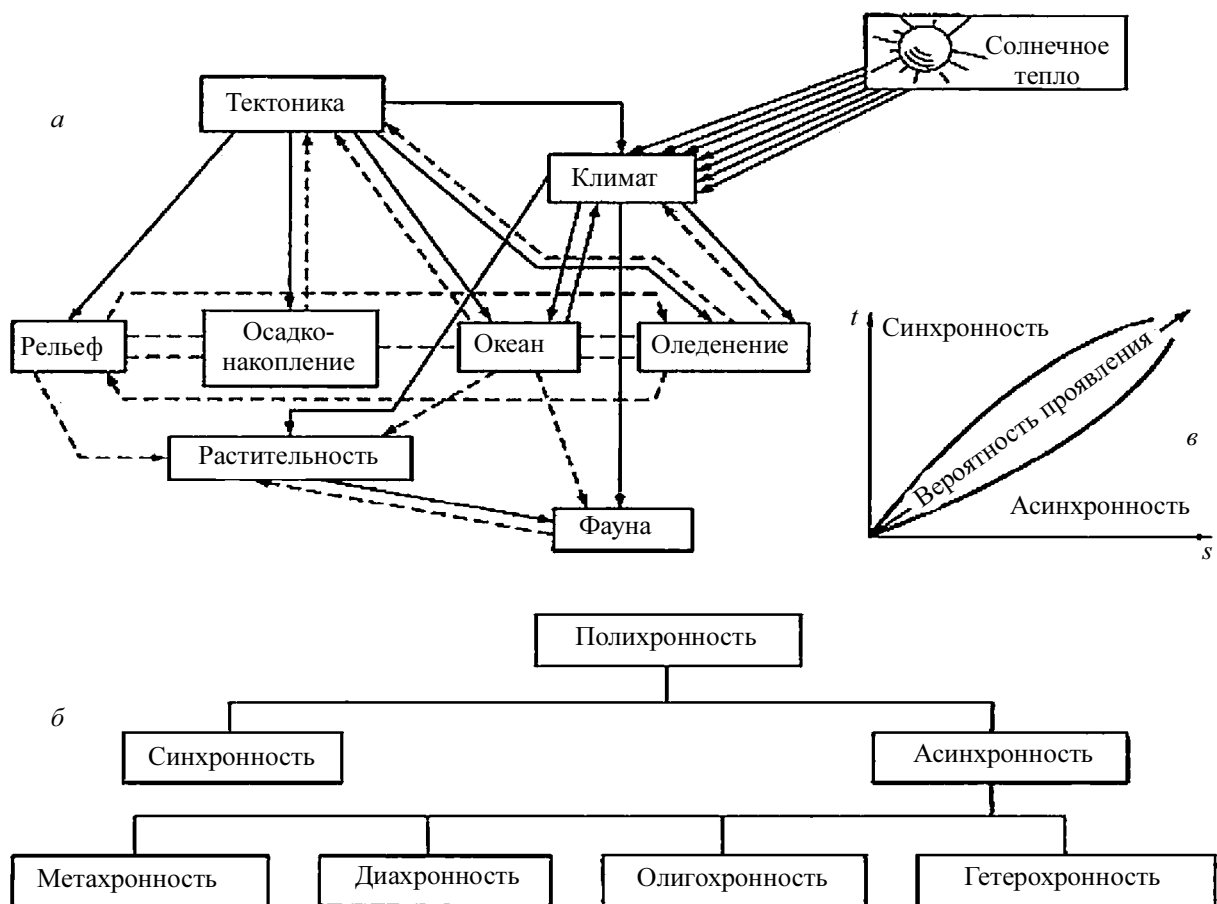 Солнечное
тепло
Тектоника
а
Климат
Рельеф
Осадко-
накопление
Океан
Оледенение
Растительность
Фауна
t
Синхронность
Вероятность проявления
в
Асинхронность
s
Полихронность
б
Синхронность
Асинхронность
Метахронность
Диахронность
Олигохронность
Гетерохронность